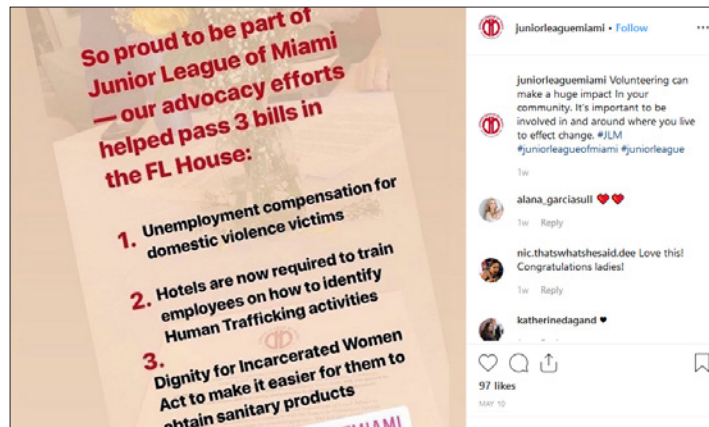 So proud to be part of
Junior League of Miami
— our advocacy efforts
helped pass 3 bills in
the FL House:
1. Unemployment compensation for
domestic violence victims
2. Hotels are now required to train
employees on how to identify
Human Trafficking activities
3.
Dignity for Incarcerated Women
Act to make it easier for them to
obtain sanitary products
MIAMI
juniorleaguemiami • Follow
juniorleaguemiami Volunteering can
make a huge impact In your
community. It's important to be
involved in and around where you live
to effect change. #JLM
#juniorleagueofmiami #juniorleague
1w
alana_garciasull
1w Reply
nic.thatswhatshesaid.dee Love this!
Congratulations ladies!
1w Reply
katherinedagand
97 likes
MAY 10